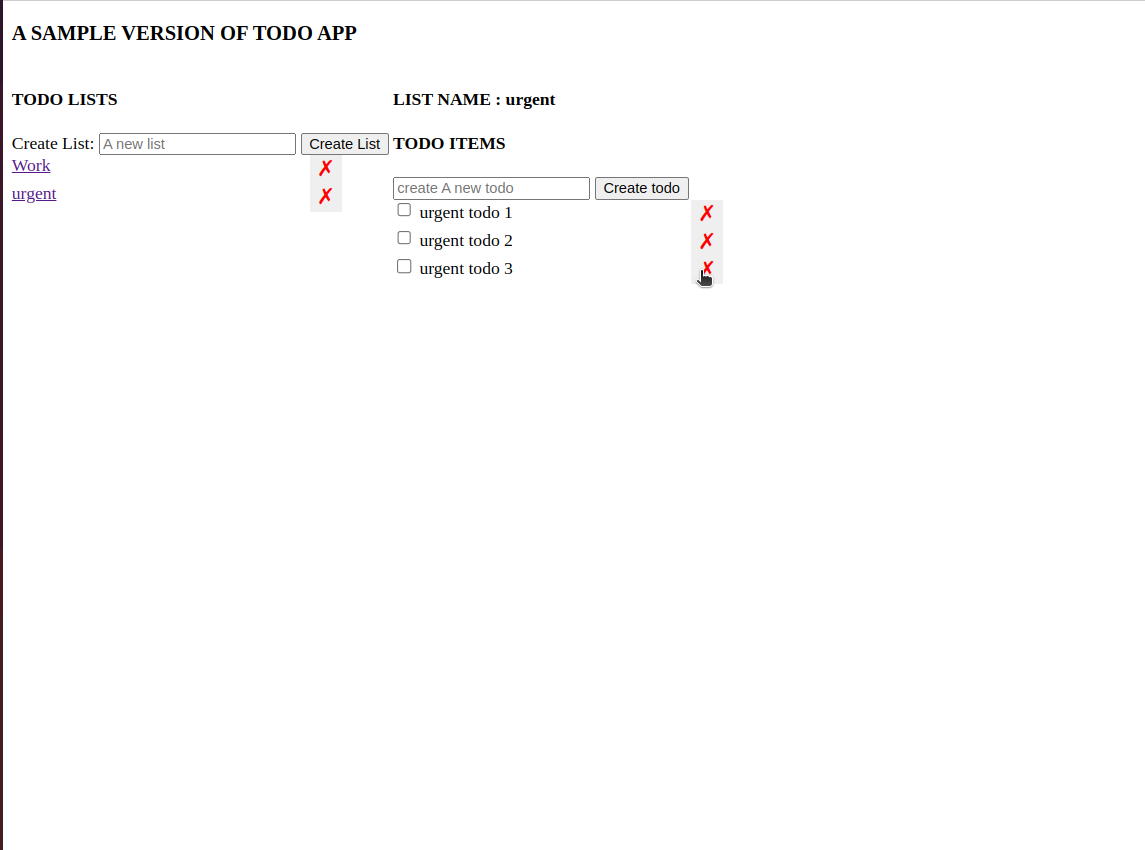 A SAMPLE VERSION OF TODO APP
TODO LISTS
Create List: A new list Create List
Work ✗
urgent ✗
LIST NAME : urgent
TODO ITEMS
create A new todo Create todo
urgent todo 1 ✗
urgent todo 2 ✗
urgent todo 3 ✗